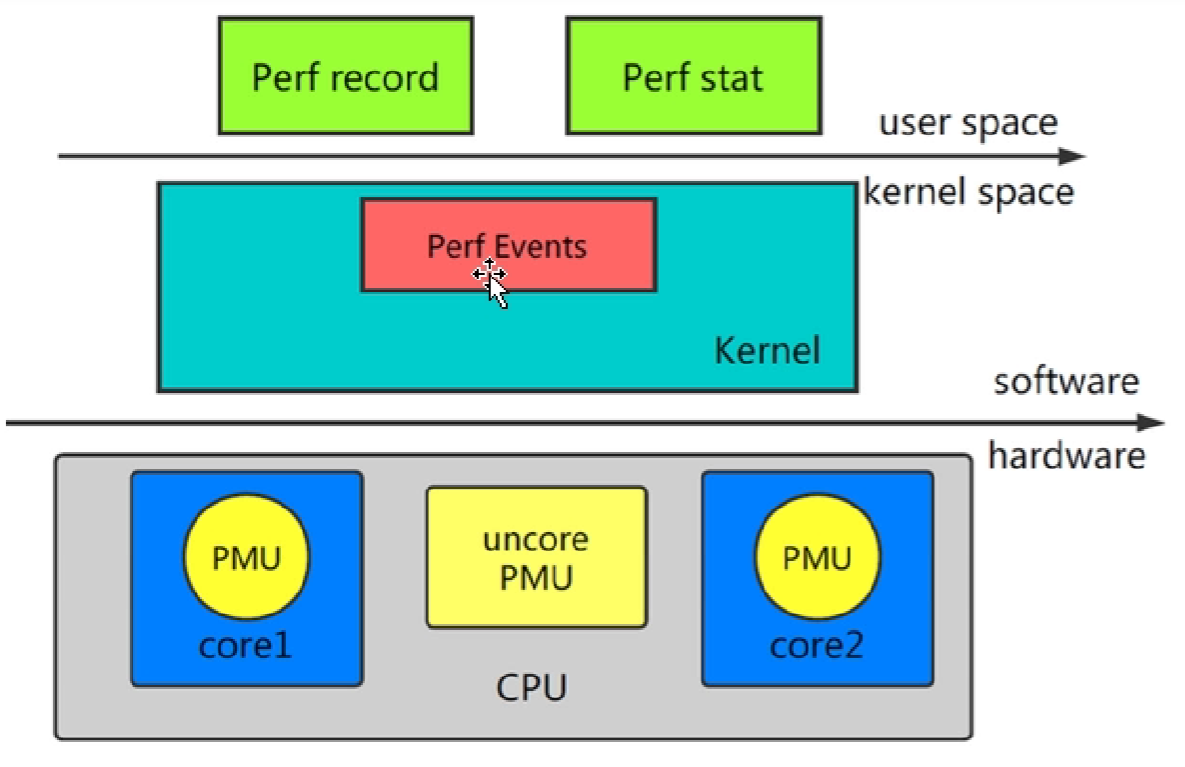 Perf record
Perf stat
user space
kernel space
Perf Events
Kernel
software
hardware
PMU
core1
uncore
PMU
PMU
core2
CPU